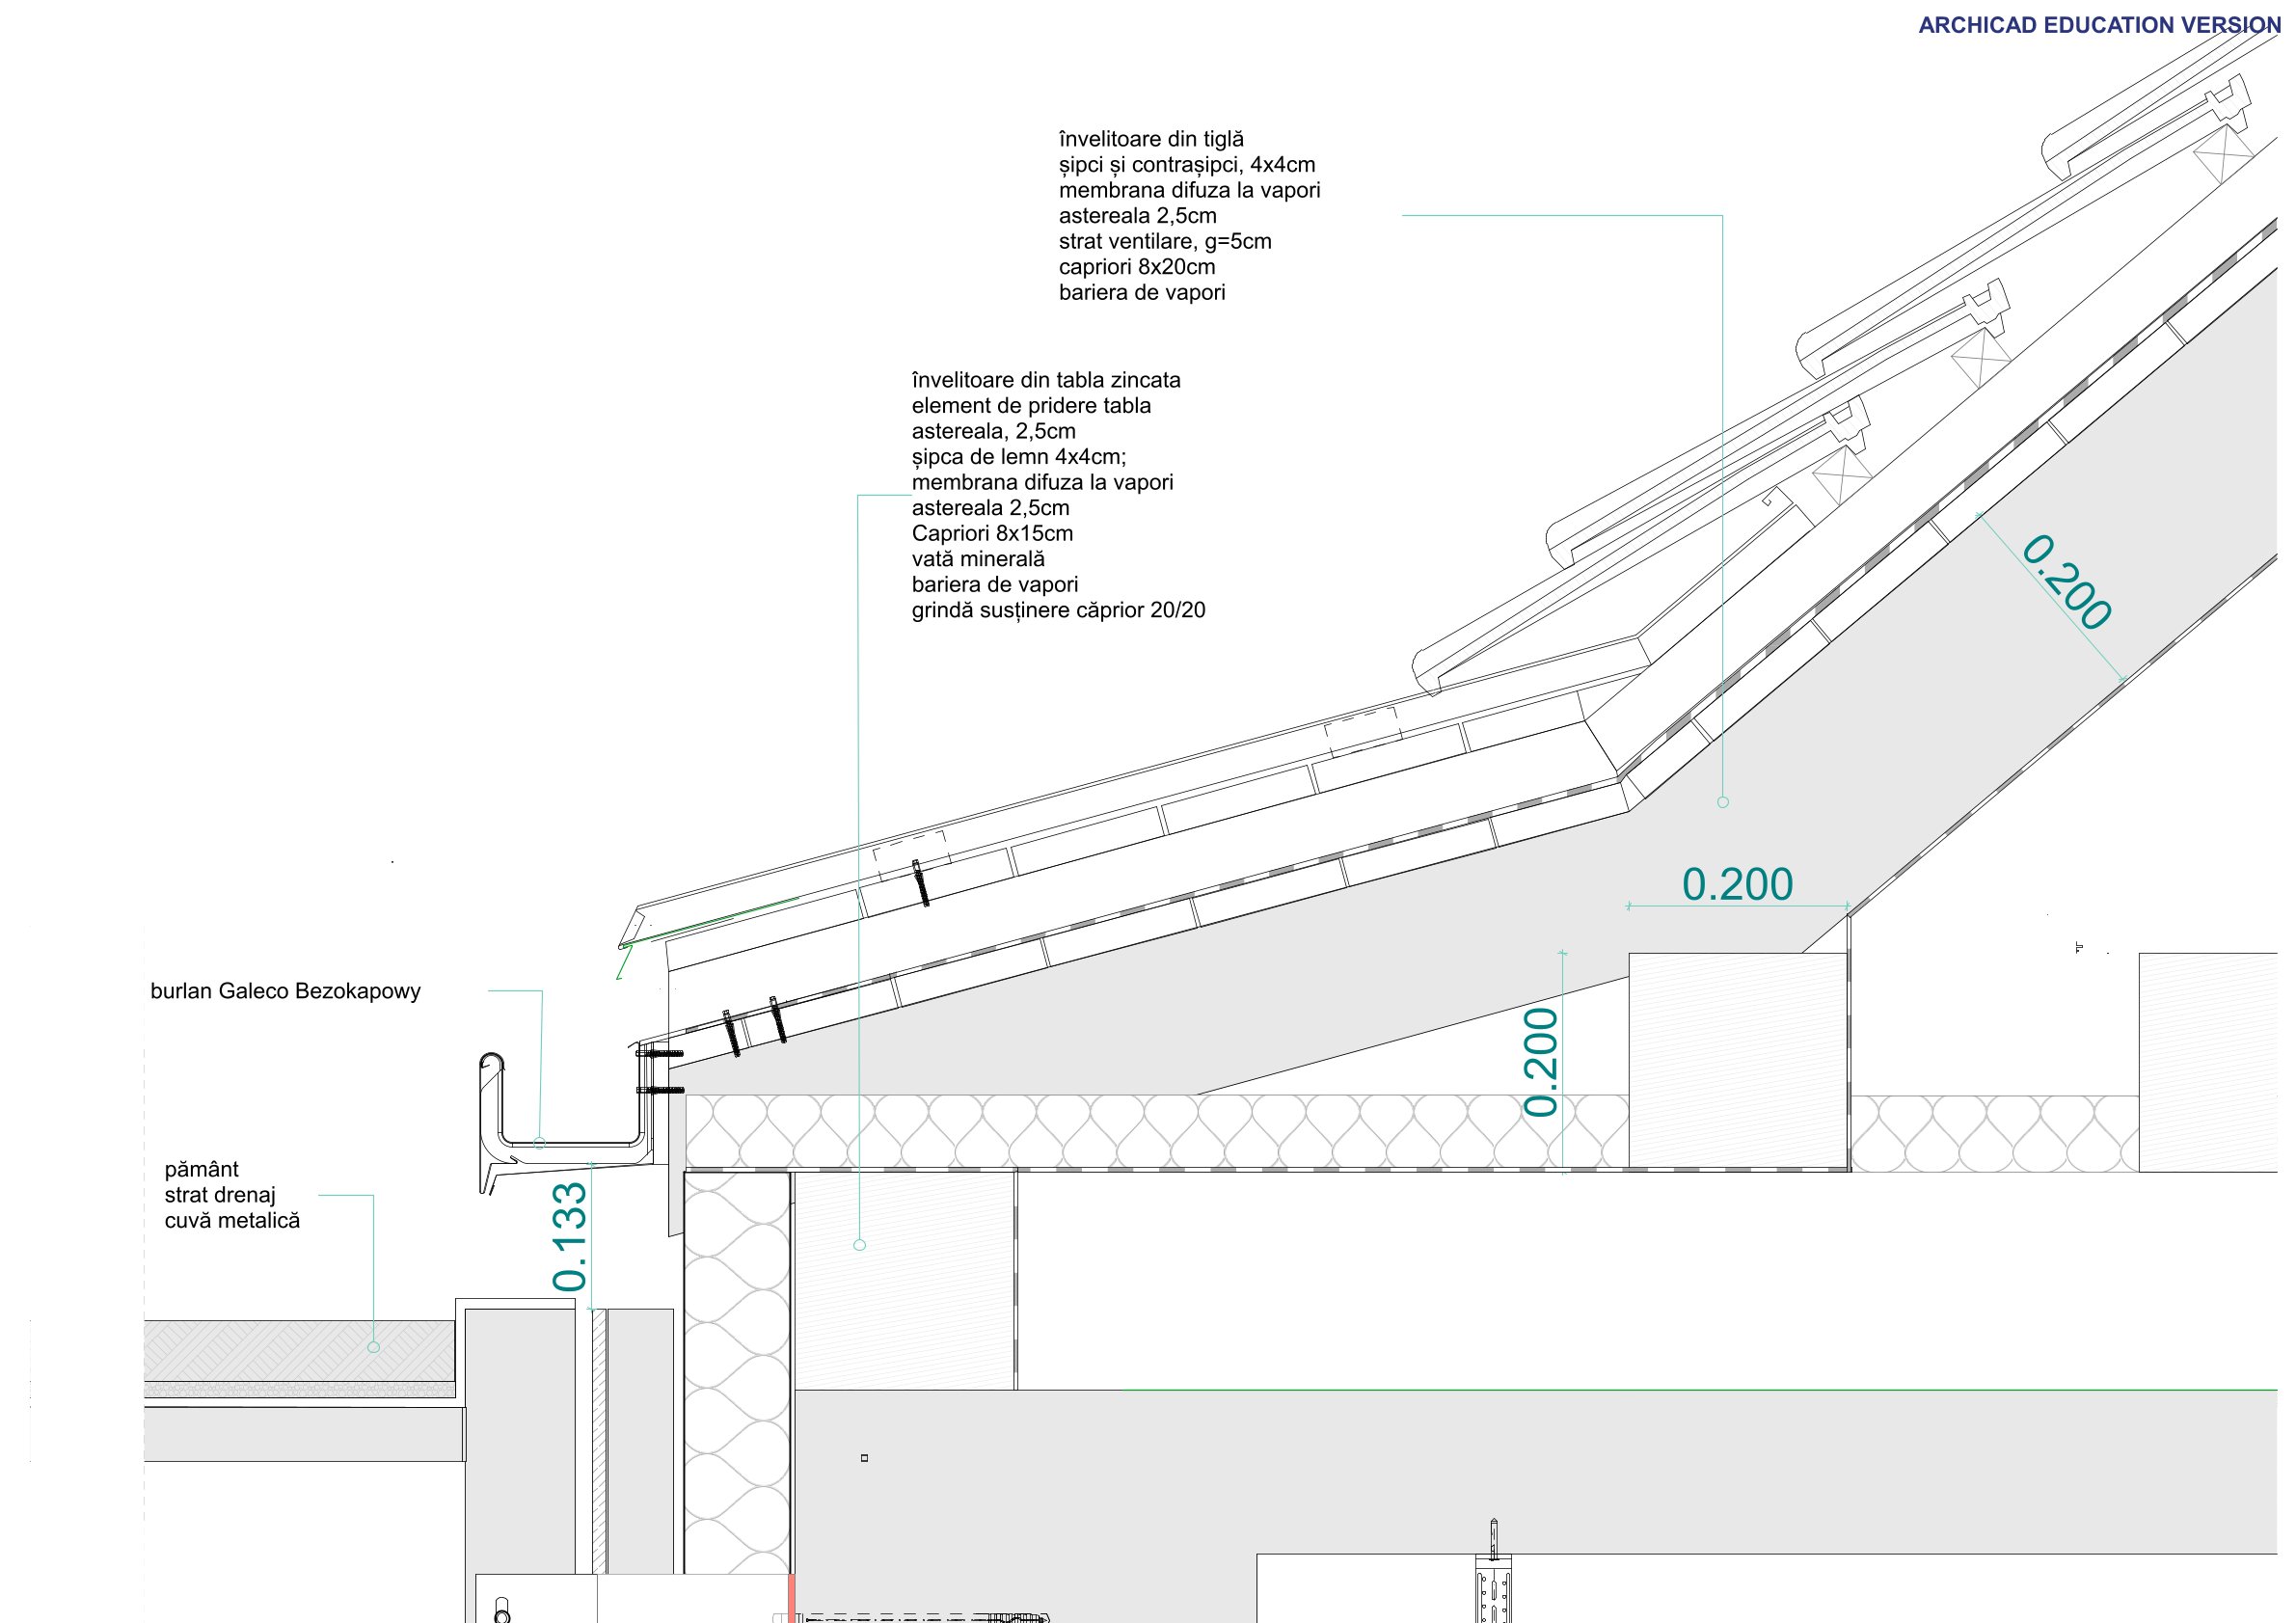 ARCHICAD EDUCATION VERSION
învelitoare din tiglă
șipci și contrașipci, 4x4cm
membrana difuza la vapori
astereala 2,5cm
strat ventilare, g=5cm
capriori 8x20cm
bariera de vapori
învelitoare din tabla zincata
element de pridere tabla
astereala, 2,5cm
șipca de lemn 4x4cm;
membrana difuza la vapori
astereala 2,5cm
Capriori 8x15cm
vată minerală
bariera de vapori
grindă susținere căprior 20/20
0.200
0.200
0.200
burlan Galeco Bezokapowy
pământ
strat drenaj
cuvă metalică
0.133